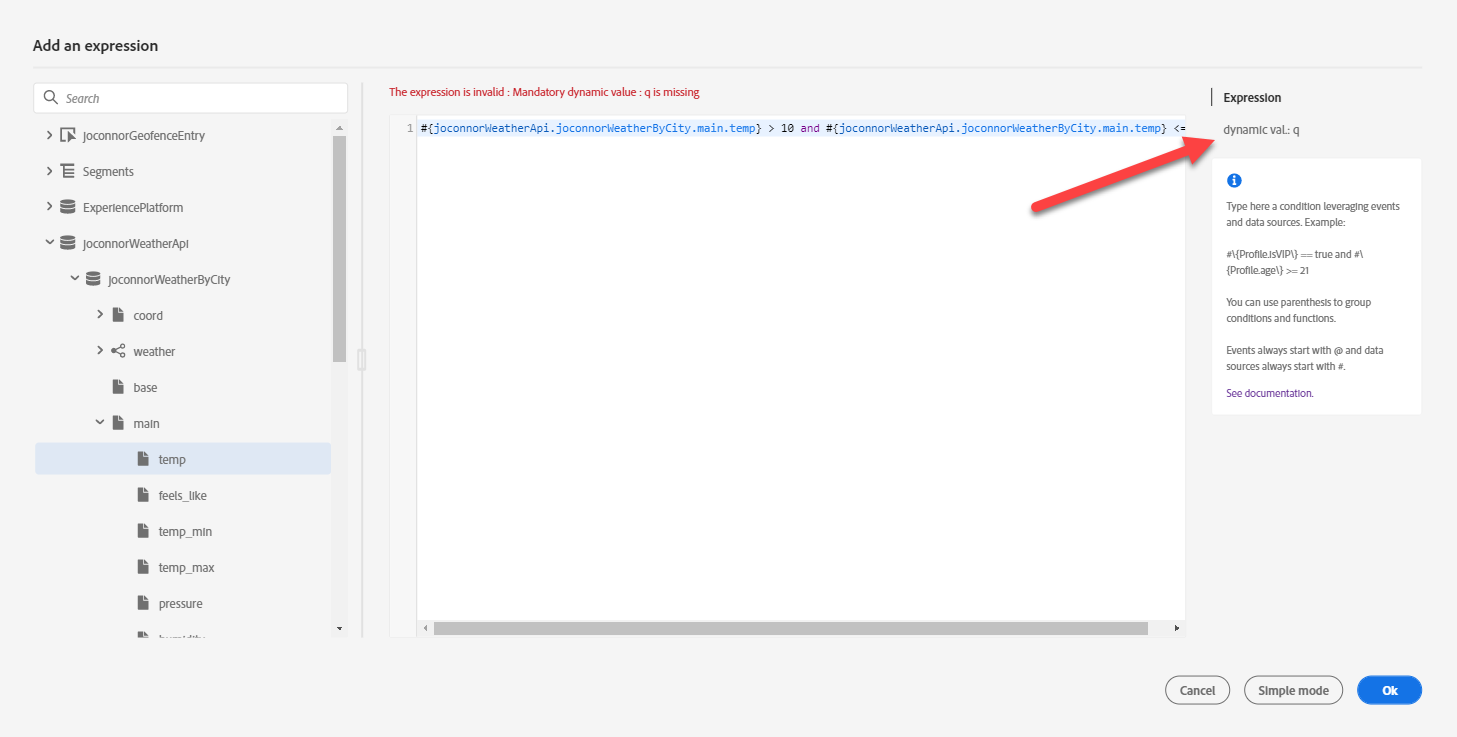 Add an expression
Search
joconnorGeofenceEntry
Segments
ExperiencePlatform
joconnorWeatherApi
joconnorWeatherByCity
coord
weather
base
main
temp
feels_like
temp_min
temp_max
pressure
The expression is invalid : Mandatory dynamic value : q is missing
1 #{joconnorWeatherApi.joconnorWeatherByCity.main.temp} > 10 and #{joconnorWeatherApi.joconnorWeatherByCity.main.temp} <=
Expression
dynamic val.: q
Type here a condition leveraging events
and data sources. Example:
#\{Profile.isVIP\} == true and #\
{Profile.age\} >= 21
You can use parenthesis to group
conditions and functions.
Events always start with @ and data
sources always start with #.
See documentation.
Cancel
Simple mode
Ok